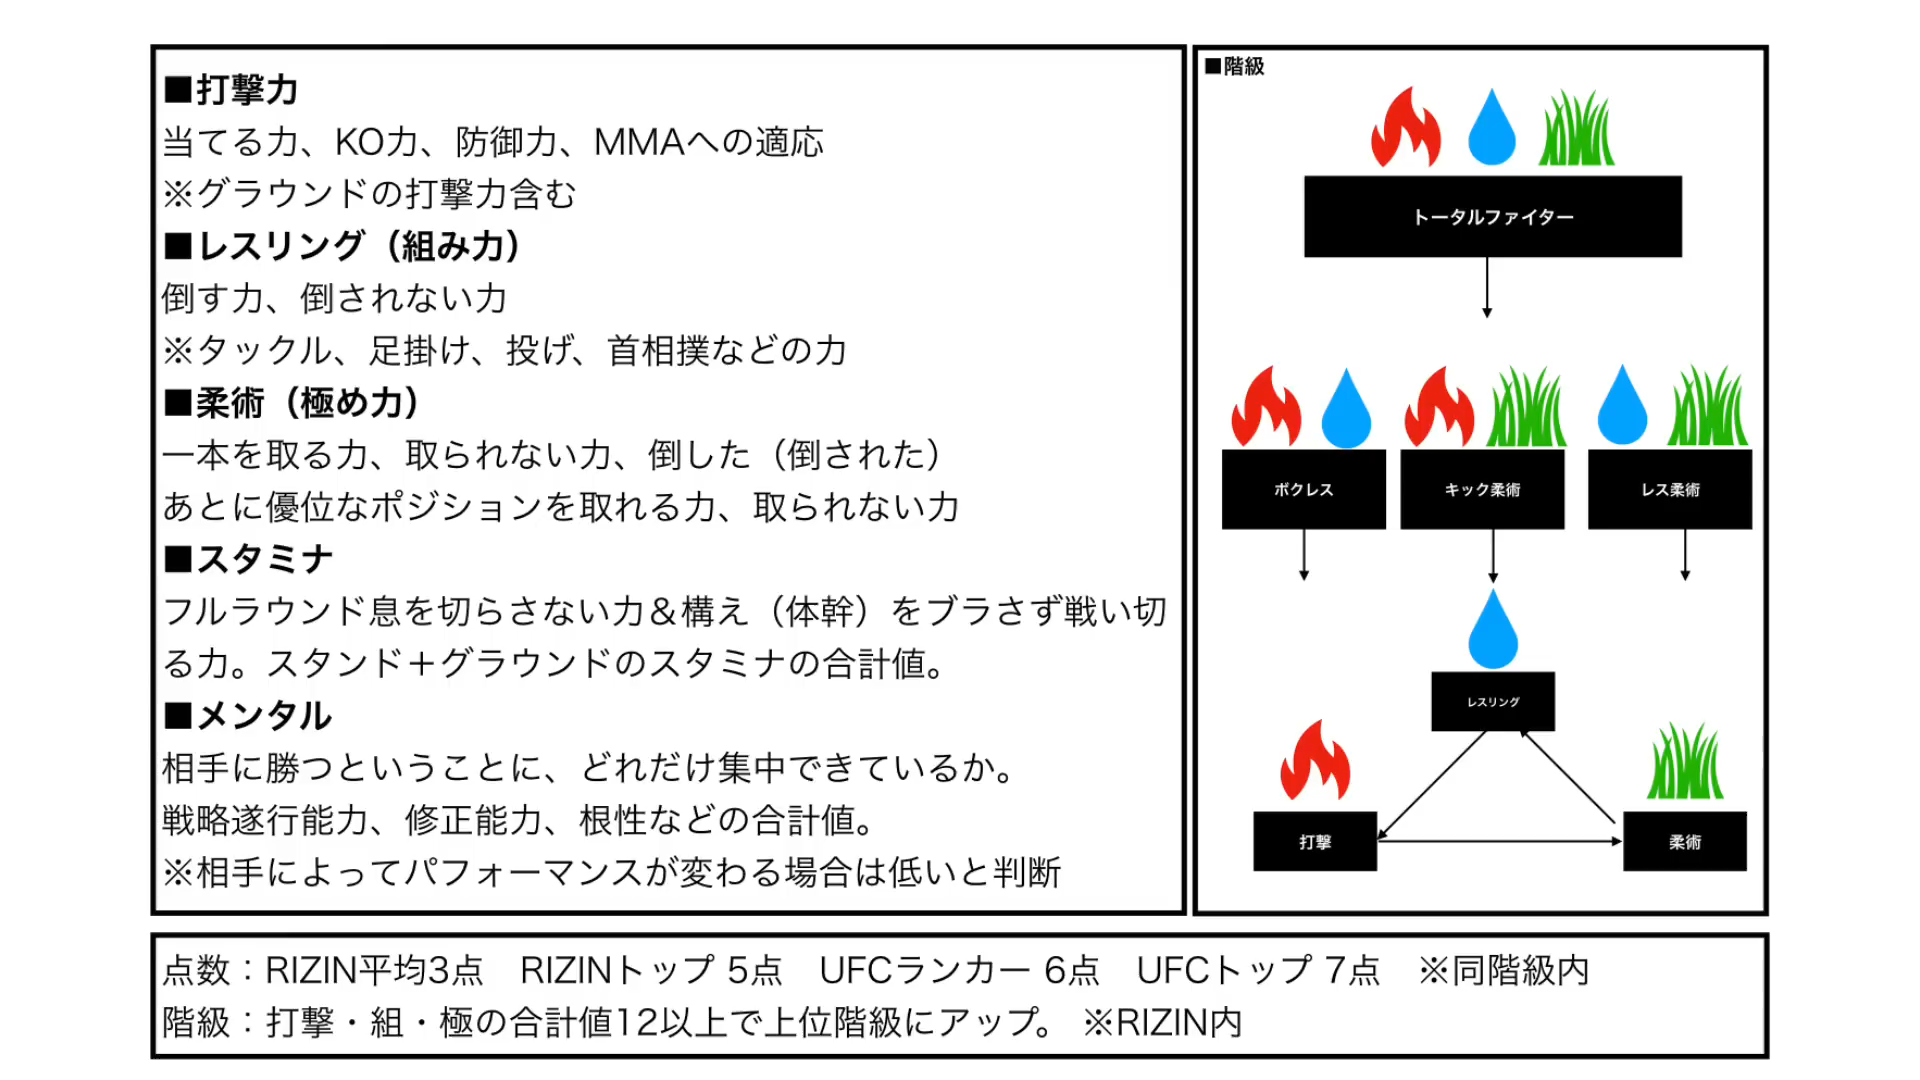 ■打撃力
当てる力、KO力、防御力、MMAへの適応
※グラウンドの打撃力含む
■レスリング（組み力）
倒す力、倒されない力
※タックル、足掛け、投げ、首相撲などの力
■柔術（極め力）
一本を取る力、取られない力、倒した（倒された）
あとに優位なポジションを取れる力、取られない力
■スタミナ
フルラウンド息を切らさない力＆構え（体幹）をブラさず戦い切
る力。スタンド＋グラウンドのスタミナの合計値。
■メンタル
相手に勝つということに、どれだけ集中できているか。
戦略遂行能力、修正能力、根性などの合計値。
※相手によってパフォーマンスが変わる場合は低いと判断
■階級
トータルファイター
ボクレス
キック柔術
レス柔術
レスリング
打撃
柔術
点数：RIZIN平均3点　RIZINトップ 5点　UFCランカー 6点　UFCトップ 7点　※同階級内
階級：打撃・組・極の合計値12以上で上位階級にアップ。 ※RIZIN内